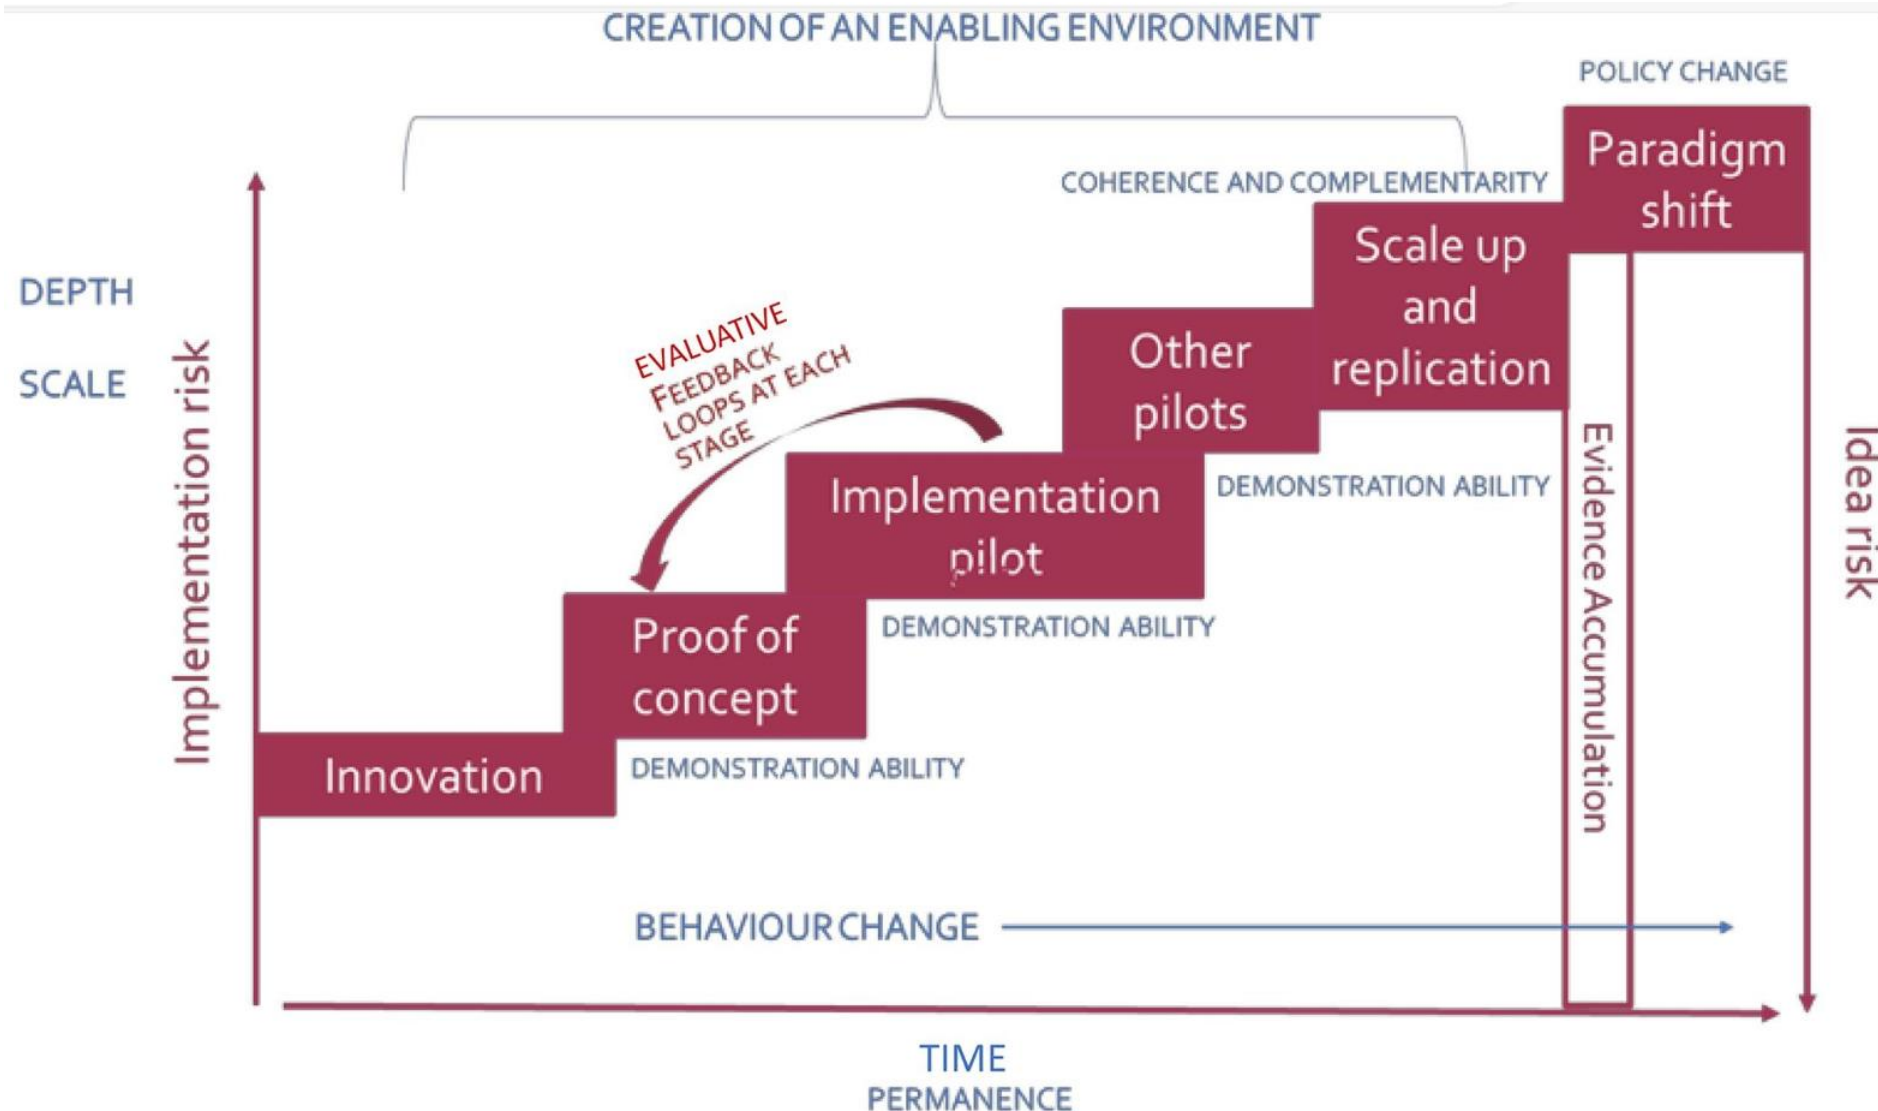 CREATION OF AN ENABLING ENVIRONMENT
POLICY CHANGE
Paradigm
shift
COHERENCE AND COMPLEMENTARITY
Scale up
and
replication
DEPTH
SCALE
Implementation risk
EVALUATIVE
FEEDBACK
LOOPS AT EACH
STAGE
Other
pilots
Implementation
pilot
DEMONSTRATION ABILITY
Proof of
concept
DEMONSTRATION ABILITY
Innovation
DEMONSTRATION ABILITY
Evidence Accumulation
Idea risk
BEHAVIOUR CHANGE
TIME
PERMANENCE